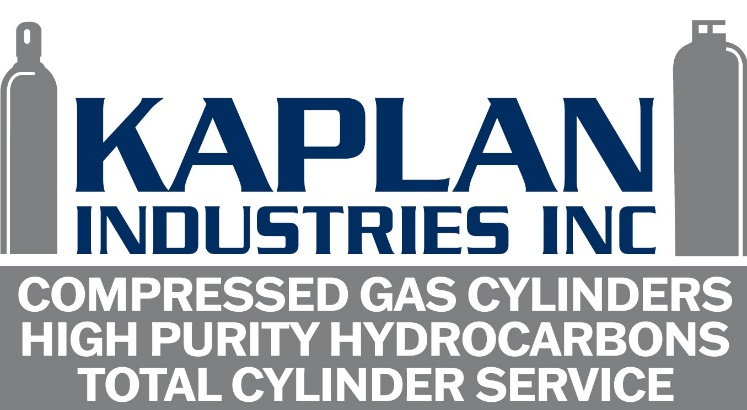 KAPLAN
INDUSTRIES INC
COMPRESSED GAS CYLINDERS
HIGH PURITY HYDROCARBONS
TOTAL CYLINDER SERVICE